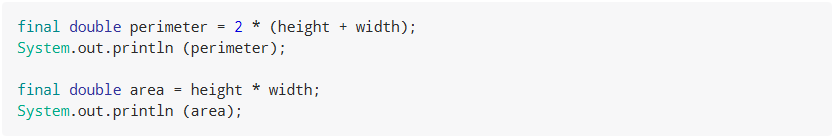 final double perimeter = 2 * (height + width);
System.out.println (perimeter);
final double area = height * width;
System.out.println (area);